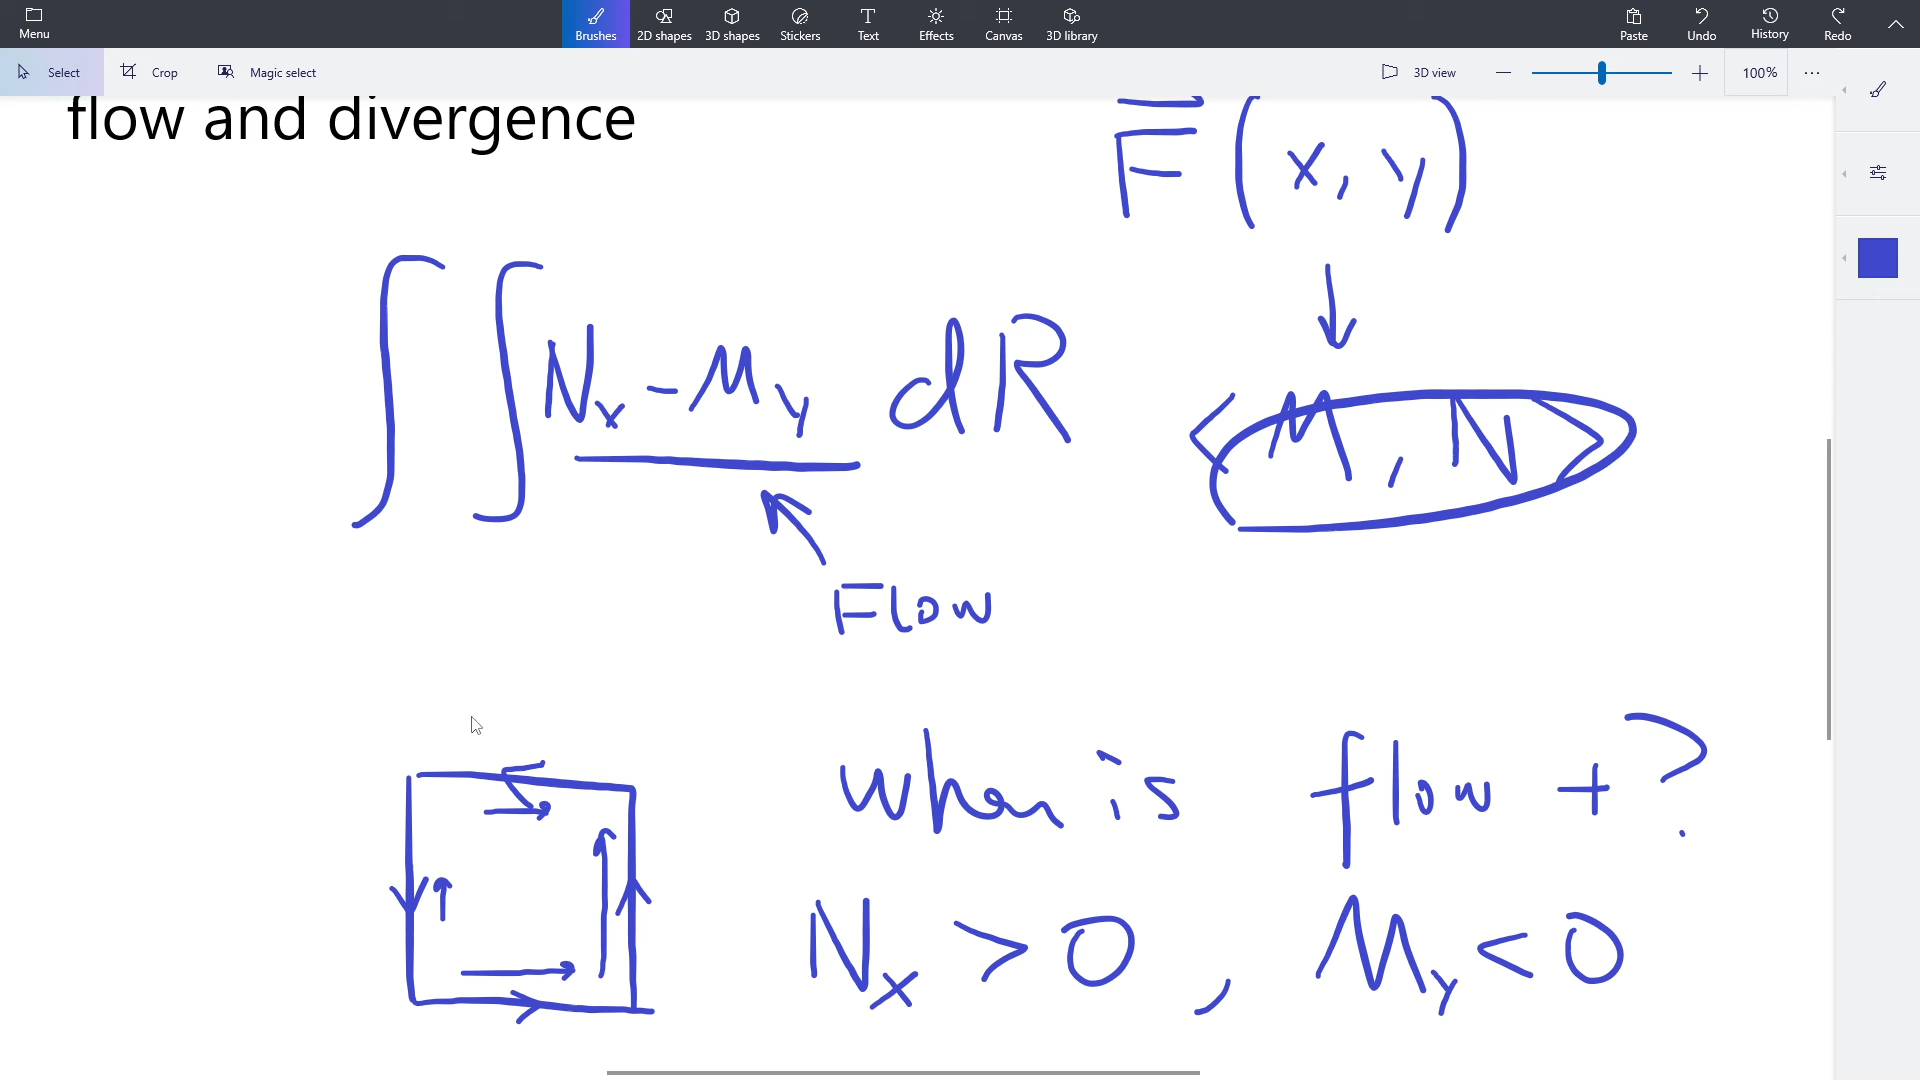 Menu
Brushes 2D shapes 3D shapes Stickers Text Effects Canvas 3D library
Paste Undo History Redo
Select Crop Magic select
3D view 100%
flow and divergence
F (x, y)
∫∫ Nx - My dR
<M, N>
Flow
when is flow + ?
Nx > 0 , My < 0